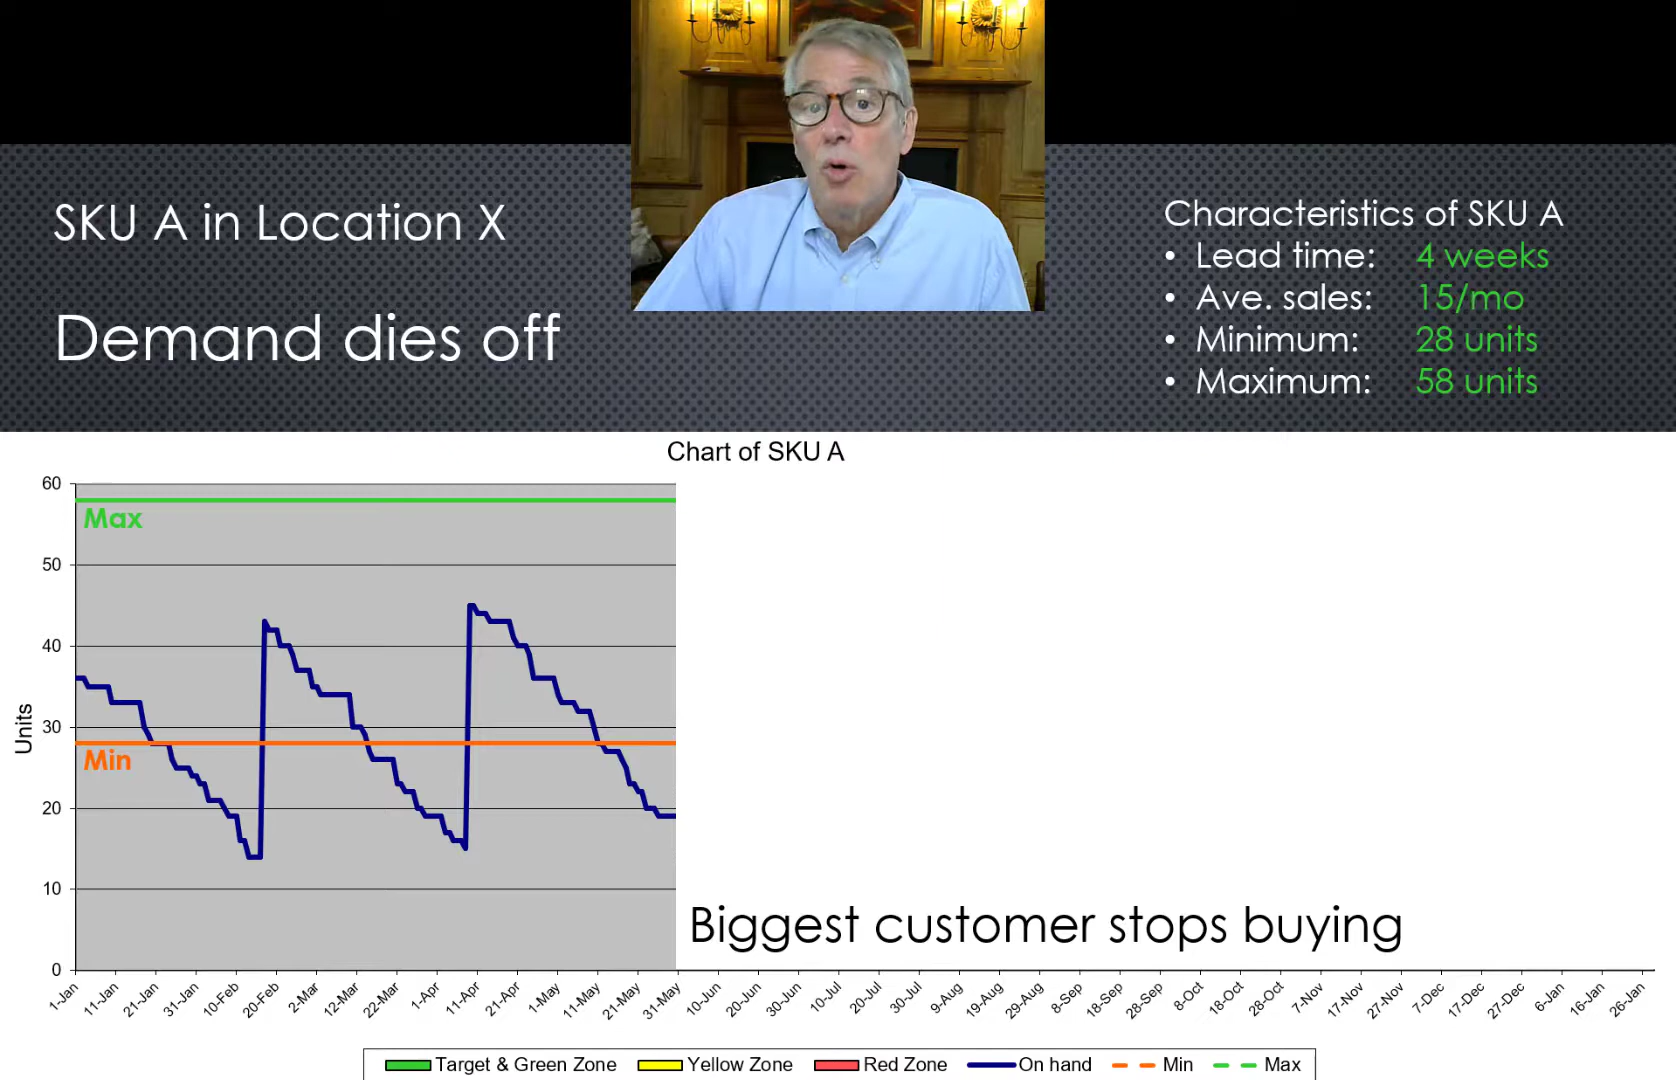 SKU A in Location X
Demand dies off
Characteristics of SKU A
• Lead time: 4 weeks
• Ave. sales: 15/mo
• Minimum: 28 units
• Maximum: 58 units
Chart of SKU A
Units
60
50
40
30
20
10
0
Max
Min
Biggest customer stops buying
1-Jan 11-Jan 21-Jan 31-Jan 10-Feb 20-Feb 2-Mar 12-Mar 22-Mar 1-Apr 11-Apr 21-Apr 1-May 11-May 21-May 31-May 10-Jun 20-Jun 30-Jun 10-Jul 20-Jul 30-Jul 9-Aug 19-Aug 29-Aug 8-Sep 18-Sep 28-Sep 8-Oct 18-Oct 28-Oct 7-Nov 17-Nov 27-Nov 7-Dec 17-Dec 27-Dec 6-Jan 16-Jan 26-Jan
Target & Green Zone Yellow Zone Red Zone On hand Min Max